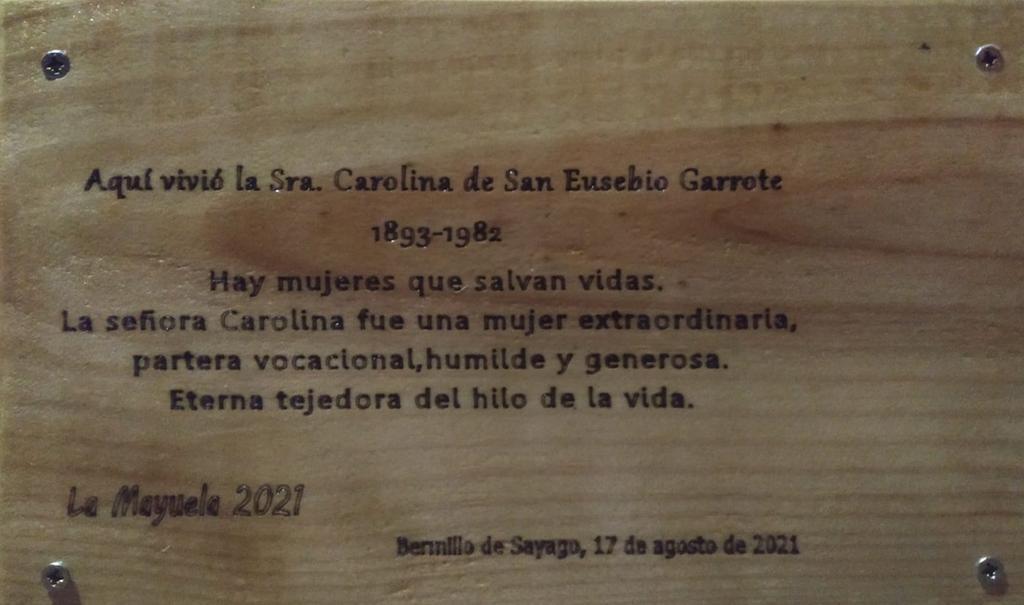 Aquí vivió la Sra. Carolina de San Eusebio Garrote
1893-1982
Hay mujeres que salvan vidas.
La señora Carolina fue una mujer extraordinaria,
partera vocacional,humilde y generosa.
Eterna tejedora del hilo de la vida.
La Mayuela 2021
Bermillo de Sayago, 17 de agosto de 2021